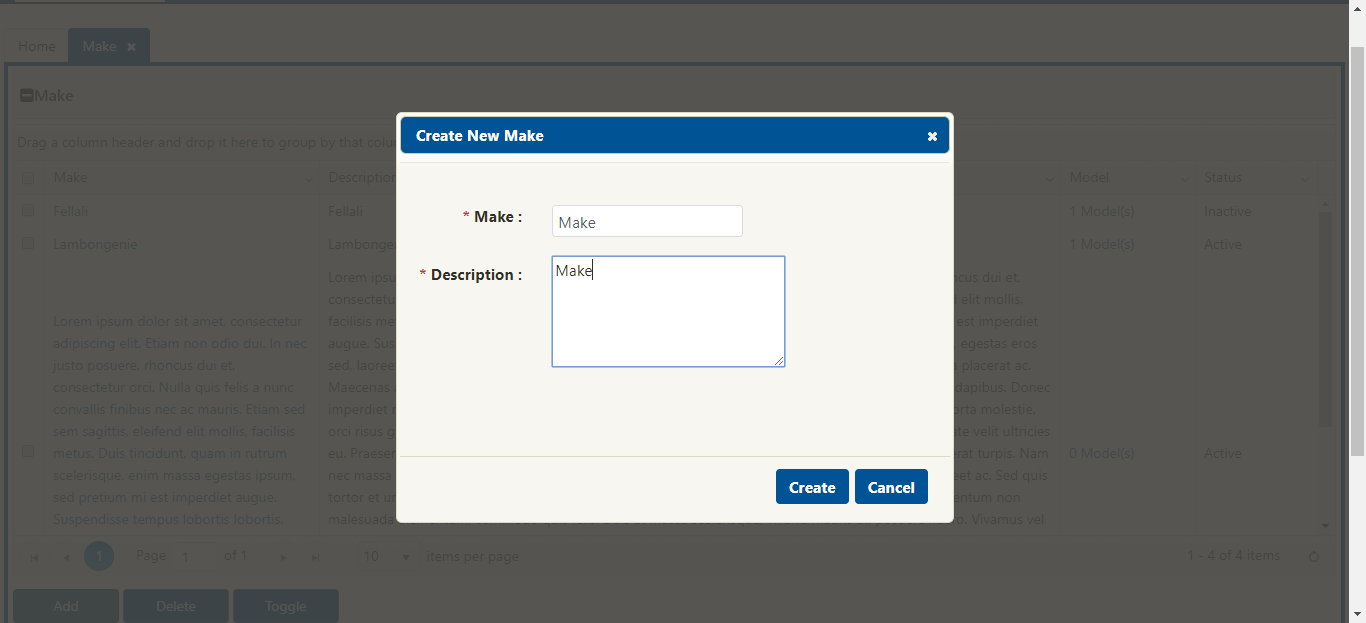 Home
Make ✖
Make
Drag a column header and drop it here to group by that colu
Make Description Model Status
Fellali Fellali 1 Model(s) Inactive
Lambongenie Lambongen 1 Model(s) Active
Create New Make ✖
* Make :
Make
* Description :
Make
Create Cancel
Lorem ipsum dolor sit amet, consectetur
adipiscing elit. Etiam non odio dui. In nec
justo posuere, rhoncus dui et,
consectetur orci. Nulla quis felis a nunc
convallis finibus nec ac mauris. Etiam sed
sem sagittis, eleifend elit mollis, facilisis
metus. Duis tincidunt, quam in rutrum
scelerisque, enim massa egestas ipsum,
sed pretium mi est imperdiet augue.
Suspendisse tempus lobortis lobortis.
Lorem ipsu
consectetu
facilisis me
augue. Sus
sed, laoree
Maecenas
imperdiet
orci risus g
eu. Praesen
nec massa
tortor et u
malesuada
ncus dui et,
elit mollis,
est imperdiet
egestas eros
placerat ac.
dapibus. Donec
orta molestie.
ate velit ultricies
erat turpis. Nam
eet ac. Sed quis
entum non
o. Vivamus vel
0 Model(s) Active
1 Page 1 of 1 10 items per page 1 - 4 of 4 items
Add Delete Toggle